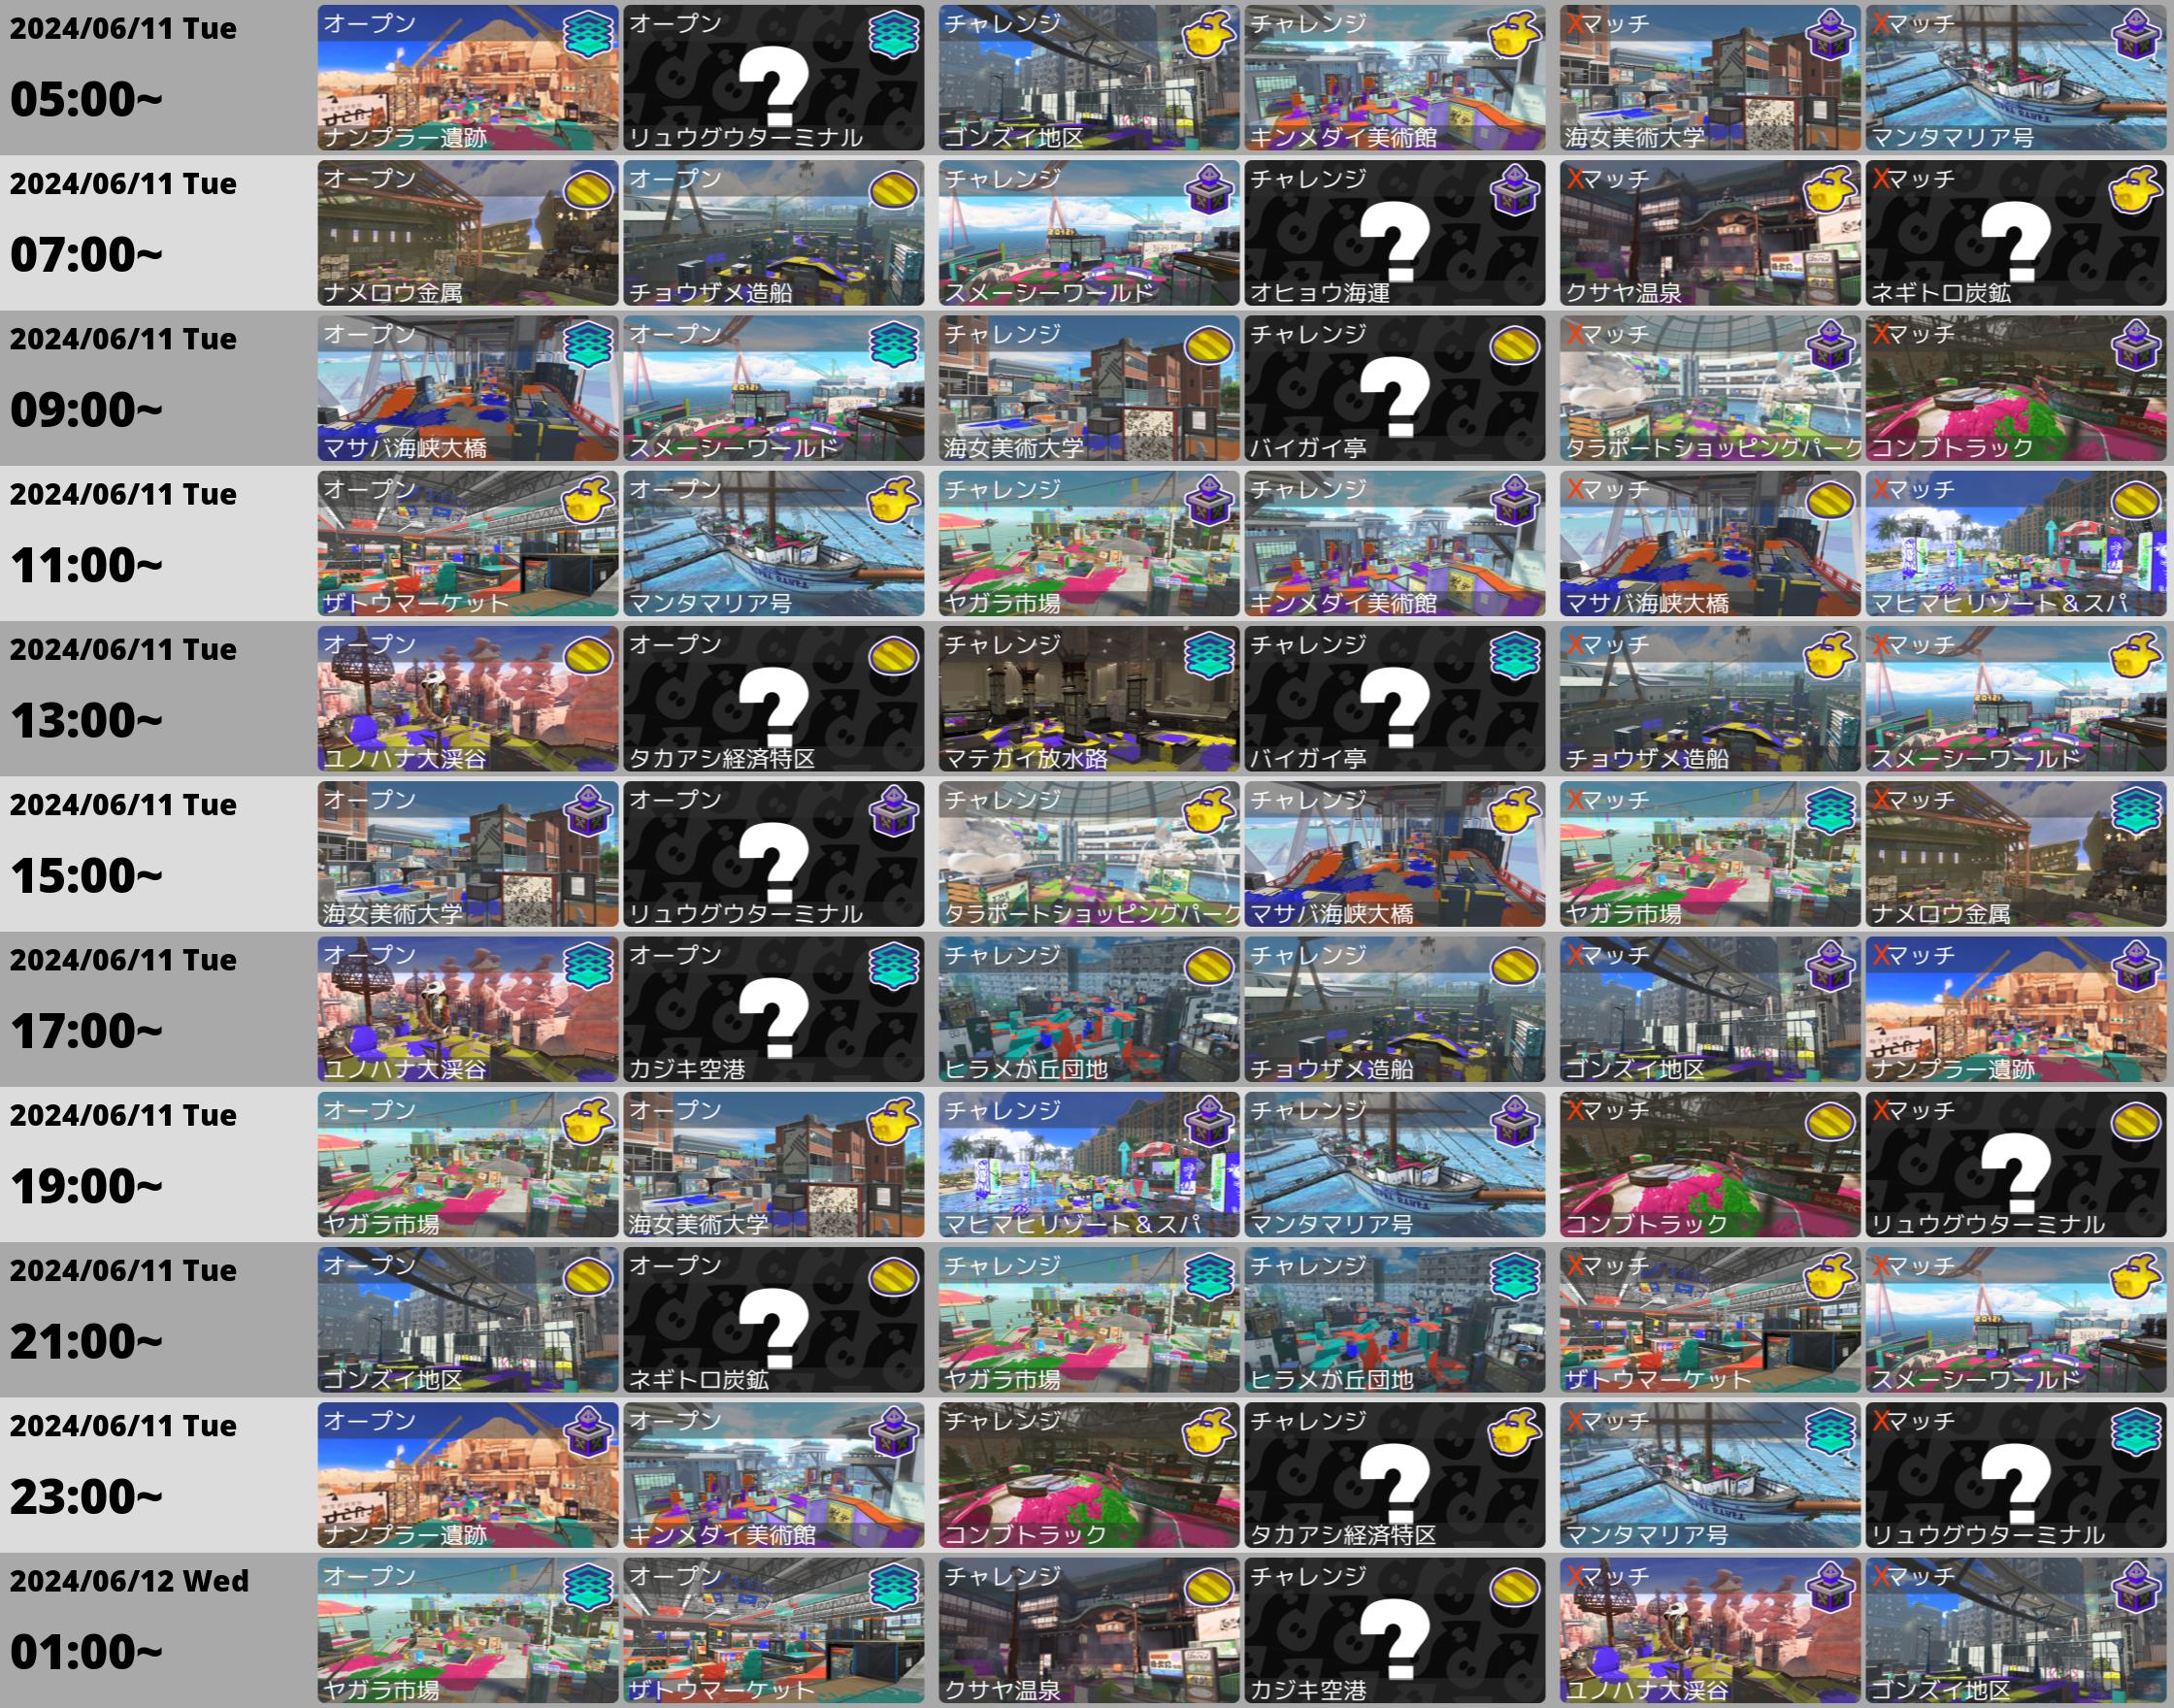 2024/06/11 Tue
05:00~
オープン
ナンプラー遺跡
オープン
リュウグウターミナル
チャレンジ
ゴンズイ地区
チャレンジ
キンメダイ美術館
Xマッチ
海女美術大学
Xマッチ
マンタマリア号
2024/06/11 Tue
07:00~
オープン
ナメロウ金属
オープン
チョウザメ造船
チャレンジ
スメーシーワールド
チャレンジ
オヒョウ海運
Xマッチ
クサヤ温泉
Xマッチ
ネギトロ炭鉱
2024/06/11 Tue
09:00~
オープン
マサバ海峡大橋
オープン
スメーシーワールド
チャレンジ
海女美術大学
チャレンジ
バイガイ亭
Xマッチ
タラポートショッピングパーク
Xマッチ
コンブトラック
2024/06/11 Tue
11:00~
オープン
ザトウマーケット
オープン
マンタマリア号
チャレンジ
ヤガラ市場
チャレンジ
キンメダイ美術館
Xマッチ
マサバ海峡大橋
Xマッチ
マヒマヒリゾート＆スパ
2024/06/11 Tue
13:00~
オープン
ユノハナ大渓谷
オープン
タカアシ経済特区
チャレンジ
マテガイ放水路
チャレンジ
バイガイ亭
Xマッチ
チョウザメ造船
Xマッチ
スメーシーワールド
2024/06/11 Tue
15:00~
オープン
海女美術大学
オープン
リュウグウターミナル
チャレンジ
タラポートショッピングパーク
チャレンジ
マサバ海峡大橋
Xマッチ
ヤガラ市場
Xマッチ
ナメロウ金属
2024/06/11 Tue
17:00~
オープン
ユノハナ大渓谷
オープン
カジキ空港
チャレンジ
ヒラメが丘団地
チャレンジ
チョウザメ造船
Xマッチ
ゴンズイ地区
Xマッチ
ナンプラー遺跡
2024/06/11 Tue
19:00~
オープン
ヤガラ市場
オープン
海女美術大学
チャレンジ
マヒマヒリゾート＆スパ
チャレンジ
マンタマリア号
Xマッチ
コンブトラック
Xマッチ
リュウグウターミナル
2024/06/11 Tue
21:00~
オープン
ゴンズイ地区
オープン
ネギトロ炭鉱
チャレンジ
ヤガラ市場
チャレンジ
ヒラメが丘団地
Xマッチ
ザトウマーケット
Xマッチ
スメーシーワールド
2024/06/11 Tue
23:00~
オープン
ナンプラー遺跡
オープン
キンメダイ美術館
チャレンジ
コンブトラック
チャレンジ
タカアシ経済特区
Xマッチ
マンタマリア号
Xマッチ
リュウグウターミナル
2024/06/12 Wed
01:00~
オープン
ヤガラ市場
オープン
ザトウマーケット
チャレンジ
クサヤ温泉
チャレンジ
カジキ空港
Xマッチ
ユノハナ大渓谷
Xマッチ
ゴンズイ地区